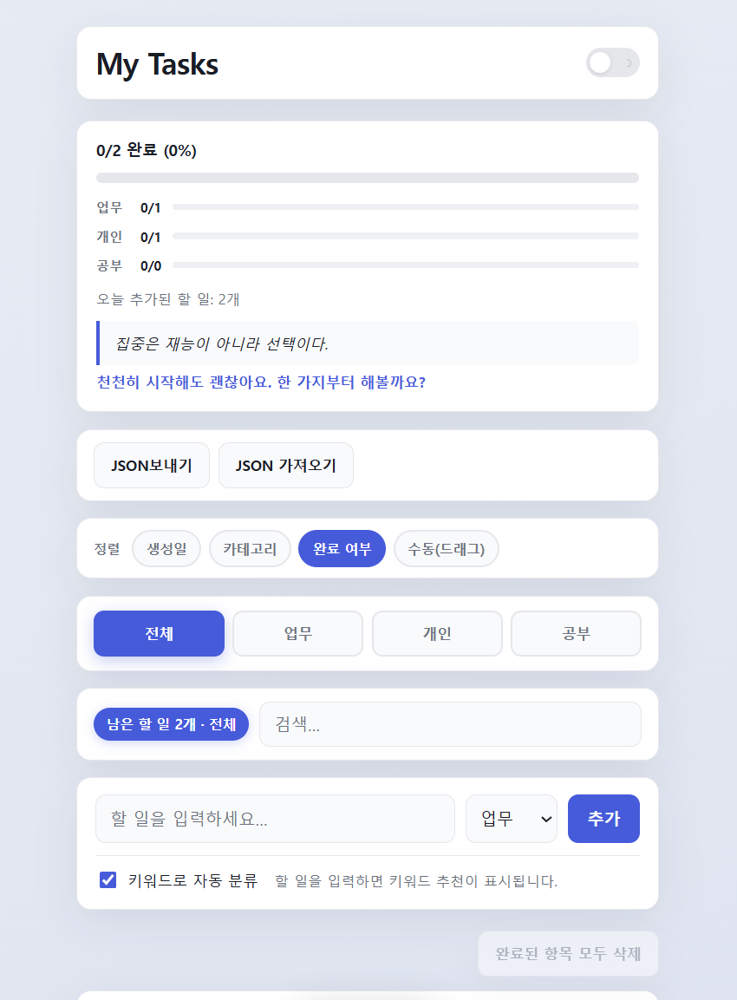 My Tasks
0/2 완료 (0%)
업무 0/1
개인 0/1
공부 0/0
오늘 추가된 할 일: 2개
집중은 재능이 아니라 선택이다.
천천히 시작해도 괜찮아요. 한 가지부터 해볼까요?
JSON보내기 JSON 가져오기
정렬 생성일 카테고리 완료 여부 수동(드래그)
전체 업무 개인 공부
남은 할 일 2개 · 전체 검색...
할 일을 입력하세요... 업무 추가
키워드로 자동 분류 할 일을 입력하면 키워드 추천이 표시됩니다.
완료된 항목 모두 삭제